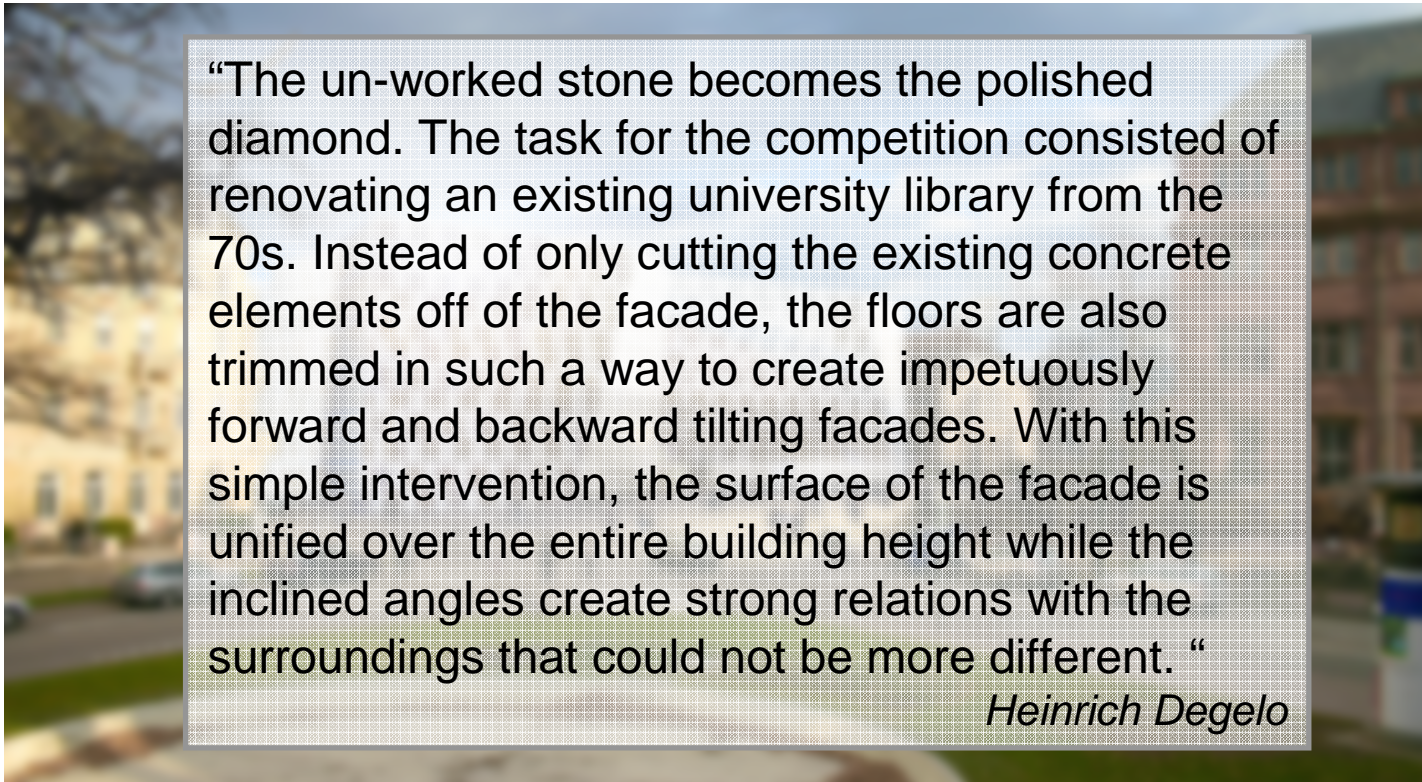 “The un-worked stone becomes the polished
diamond. The task for the competition consisted of
renovating an existing university library from the
70s. Instead of only cutting the existing concrete
elements off of the facade, the floors are also
trimmed in such a way to create impetuously
forward and backward tilting facades. With this
simple intervention, the surface of the facade is
unified over the entire building height while the
inclined angles create strong relations with the
surroundings that could not be more different. “
Heinrich Degelo